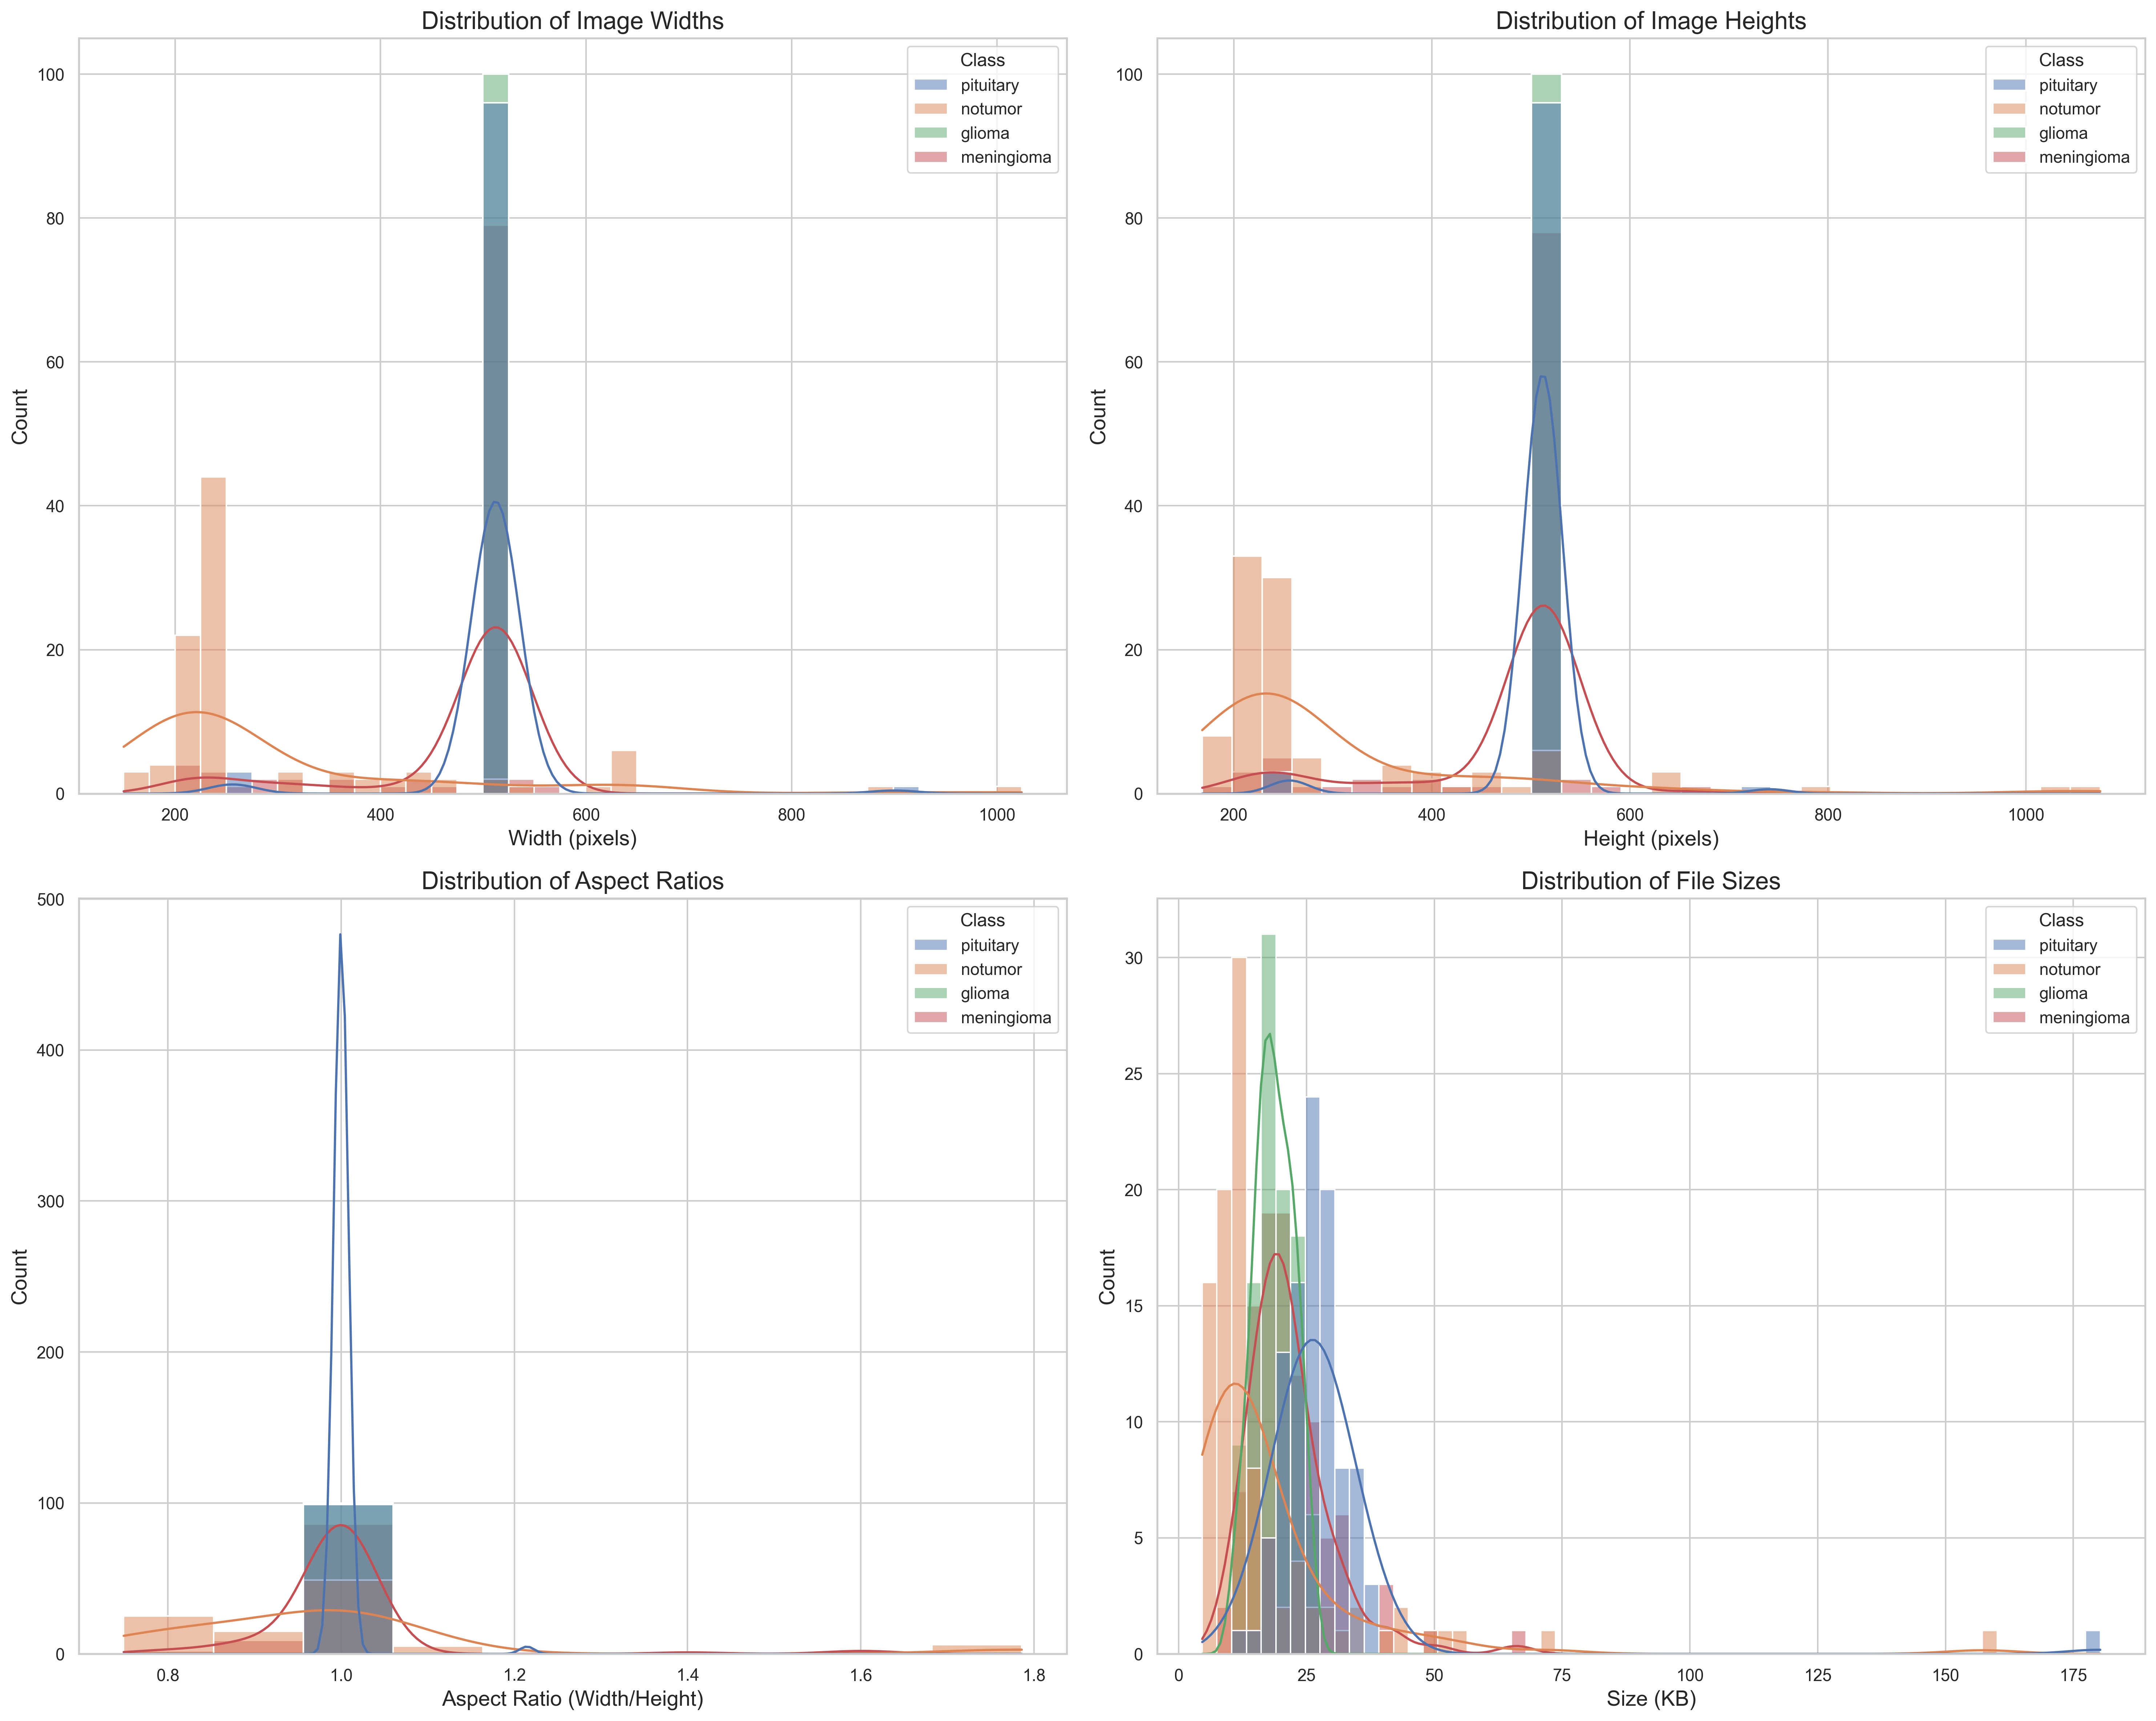 Distribution of Image Widths
Count
100
80
60
40
20
0
200 400 600 800 1000
Width (pixels)
Class
pituitary
notumor
glioma
meningioma
Distribution of Image Heights
Count
100
80
60
40
20
0
200 400 600 800 1000
Height (pixels)
Class
pituitary
notumor
glioma
meningioma
Distribution of Aspect Ratios
Count
500
400
300
200
100
0
0.8 1.0 1.2 1.4 1.6 1.8
Aspect Ratio (Width/Height)
Class
pituitary
notumor
glioma
meningioma
Distribution of File Sizes
Count
30
25
20
15
10
5
0
0 25 50 75 100 125 150 175
Size (KB)
Class
pituitary
notumor
glioma
meningioma